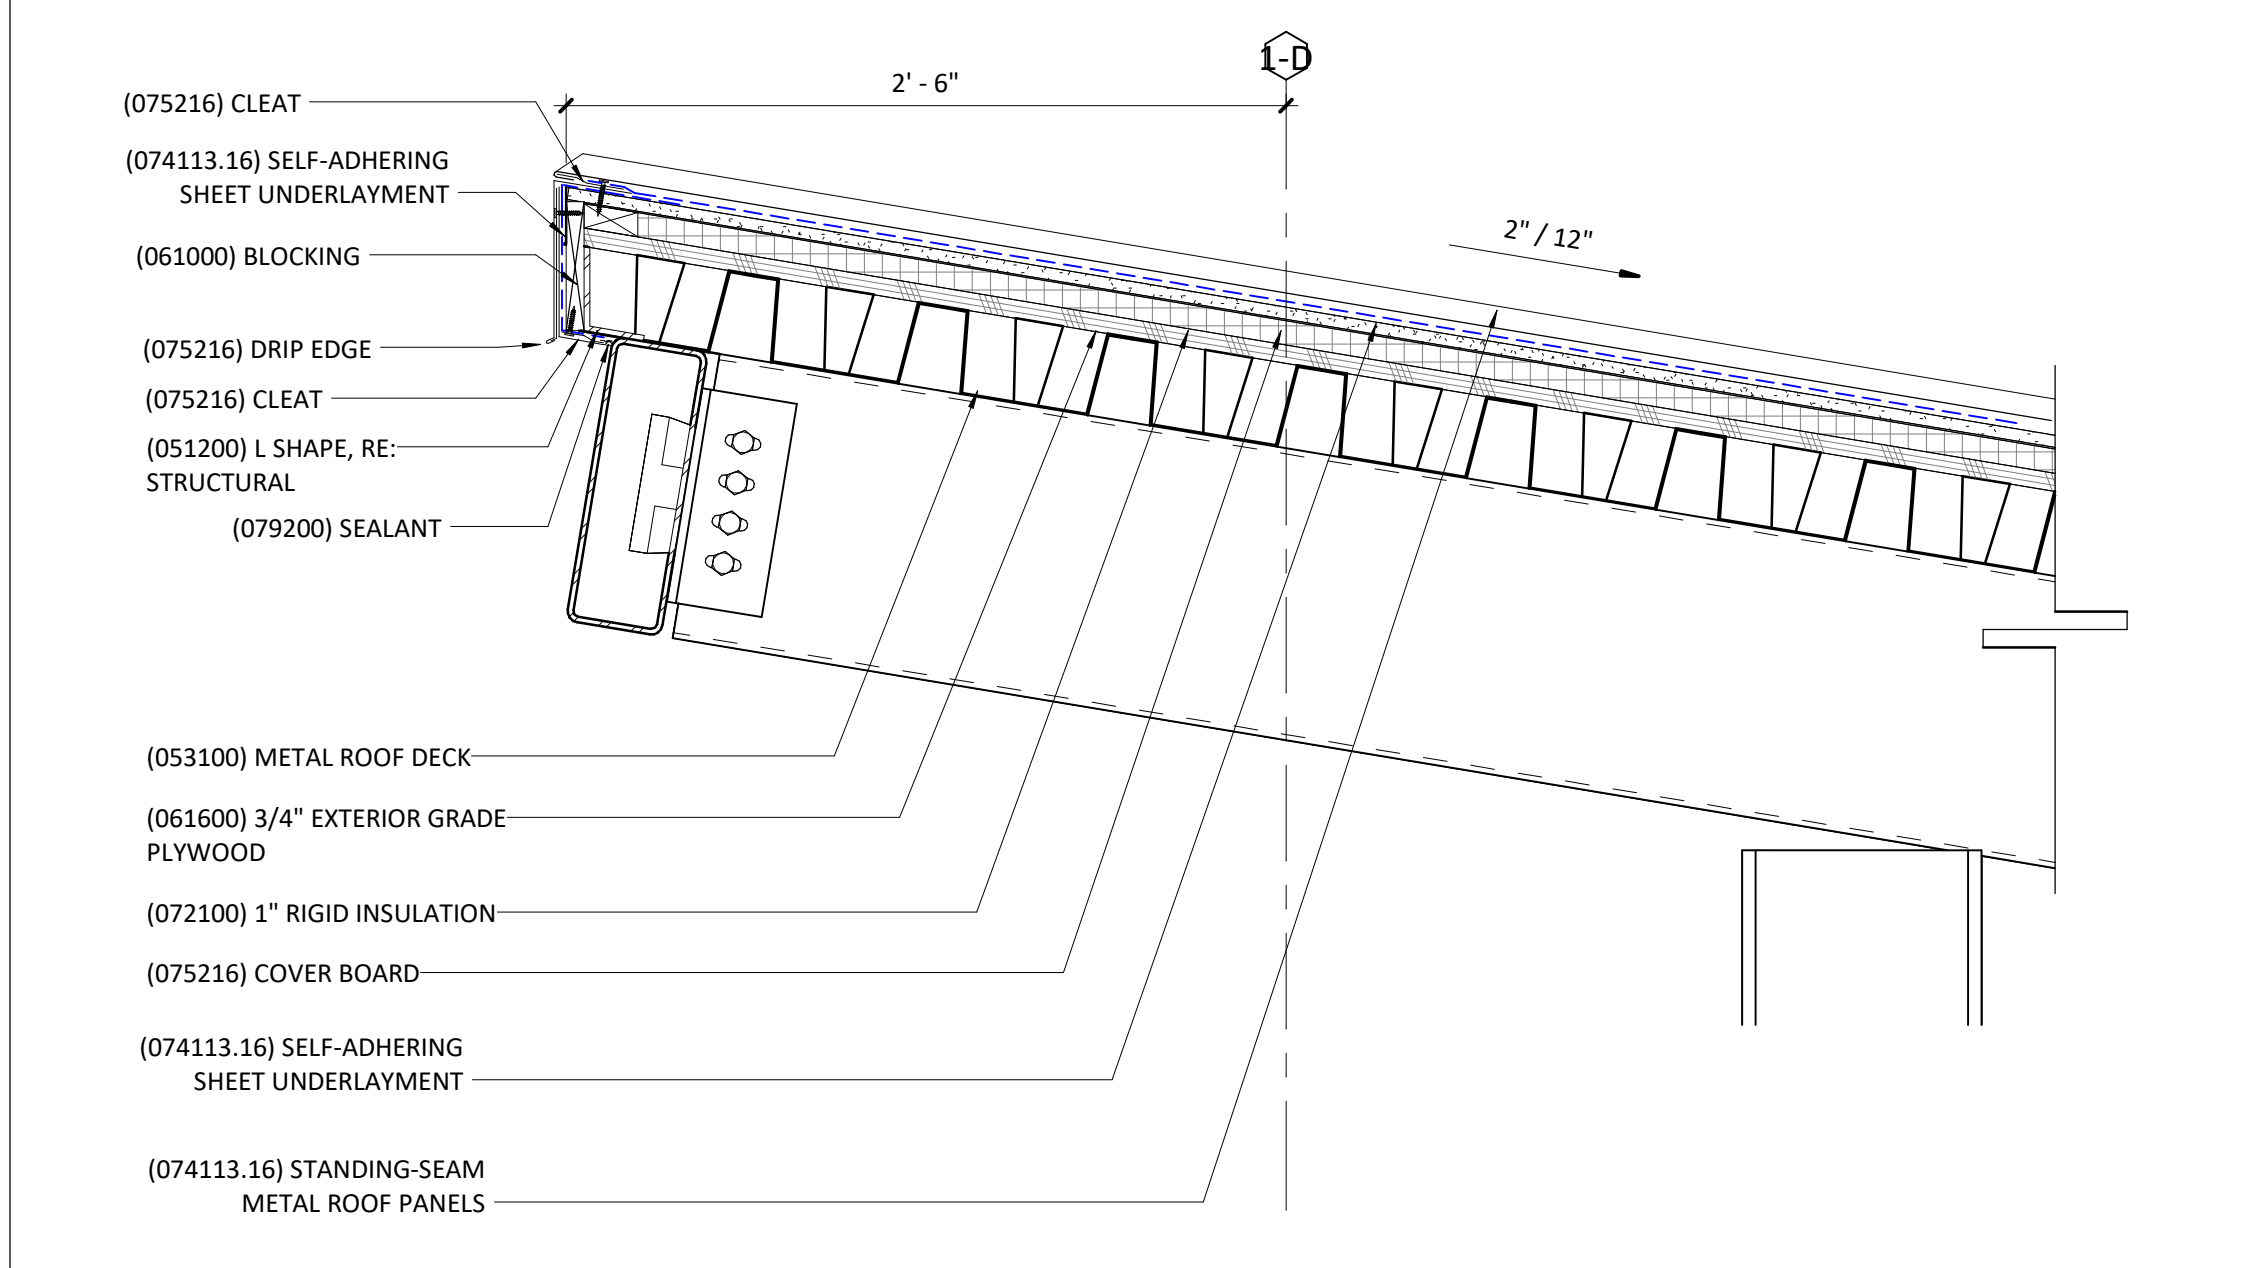 1-D
2' - 6"
(075216) CLEAT
(074113.16) SELF-ADHERING
SHEET UNDERLAYMENT
2" / 12"
(061000) BLOCKING
(075216) DRIP EDGE
(075216) CLEAT
(051200) L SHAPE, RE:
STRUCTURAL
(079200) SEALANT
(053100) METAL ROOF DECK
(061600) 3/4" EXTERIOR GRADE
PLYWOOD
(072100) 1" RIGID INSULATION
(075216) COVER BOARD
(074113.16) SELF-ADHERING
SHEET UNDERLAYMENT
(074113.16) STANDING-SEAM
METAL ROOF PANELS